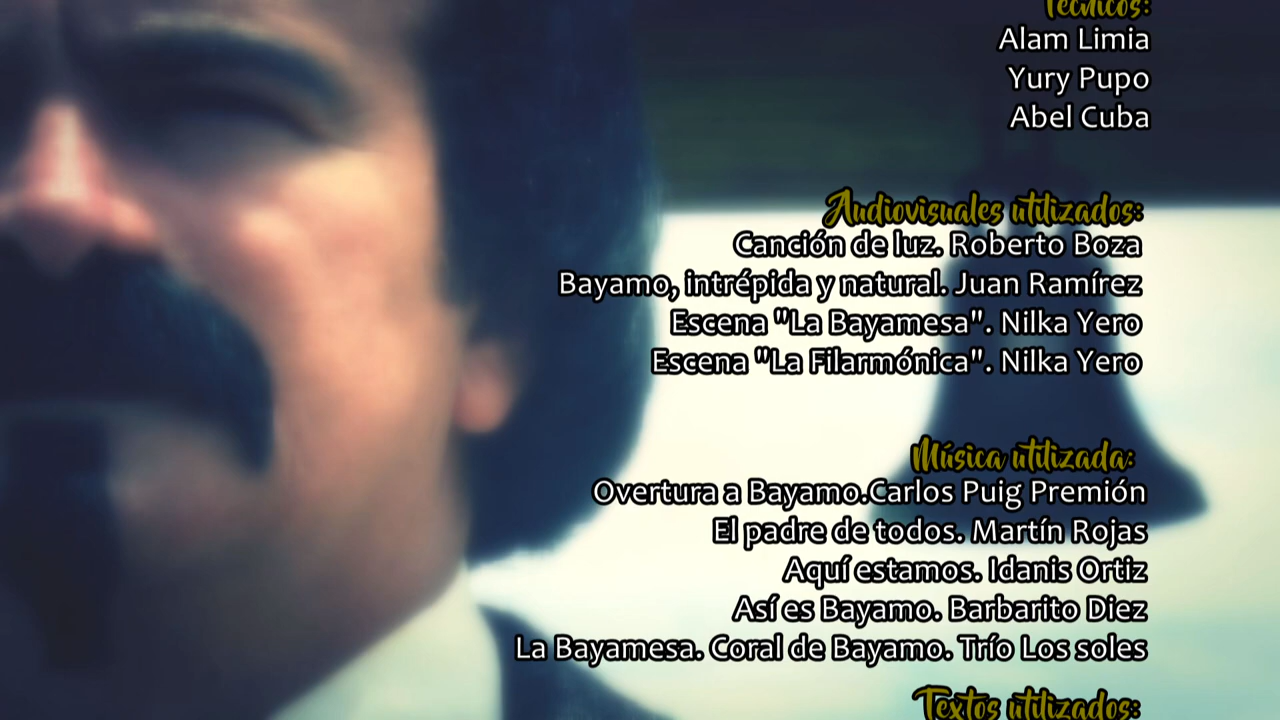 Técnicos:
Alam Limia
Yury Pupo
Abel Cuba
Audiovisuales utilizados:
Canción de luz. Roberto Boza
Bayamo, intrépida y natural. Juan Ramírez
Escena "La Bayamesa". Nilka Yero
Escena "La Filarmónica". Nilka Yero
Música utilizada:
Overtura a Bayamo.Carlos Puig Premión
El padre de todos. Martín Rojas
Aquí estamos. Idanis Ortiz
Así es Bayamo. Barbarito Diez
La Bayamesa. Coral de Bayamo. Trío Los soles
Textos utilizados: